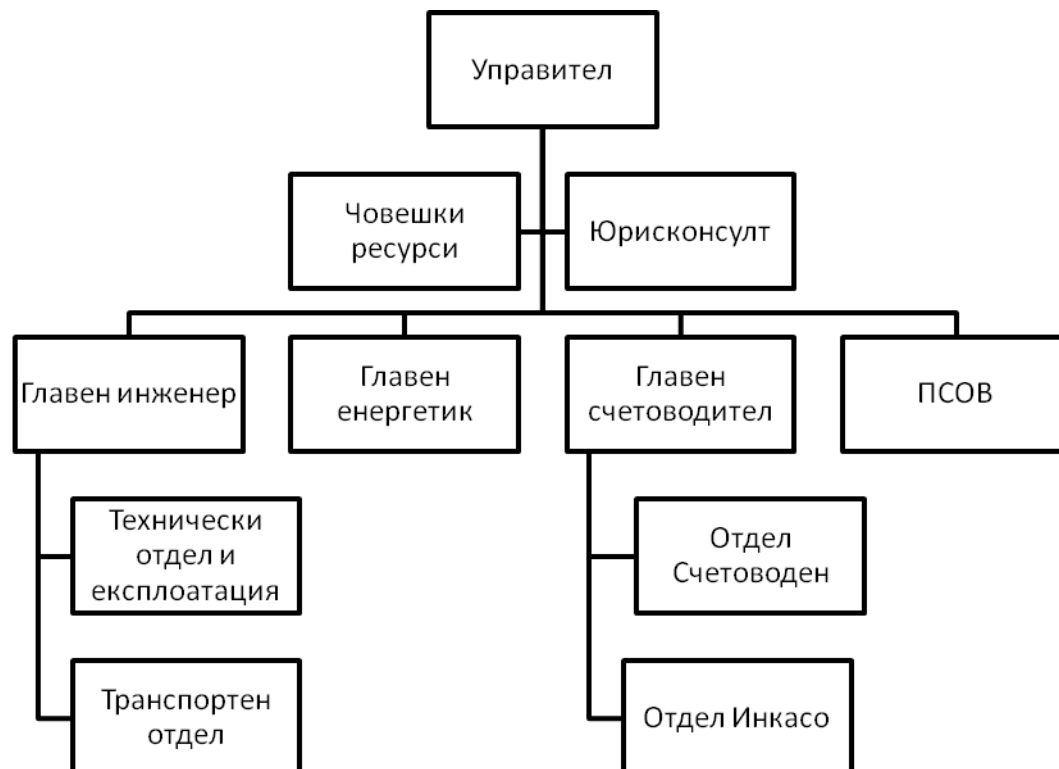 Управител
Човешки
ресурси
Юрисконсулт
Главен инженер
Главен
енергетик
Главен
счетоводител
ПСОВ
Технически
отдел и
експлоатация
Отдел
Счетоводен
Транспортен
отдел
Отдел Инкасо